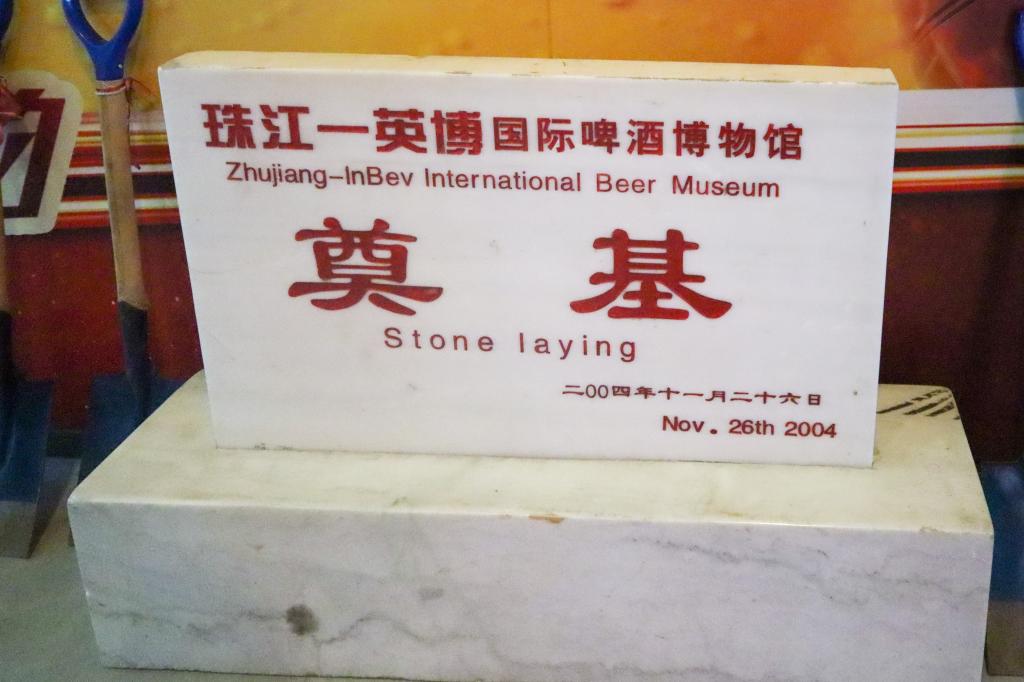 珠江一英博国际啤酒博物馆
Zhujiang-InBev International Beer Museum
奠 基
Stone laying
二00四年十一月二十六日
Nov. 26th 2004